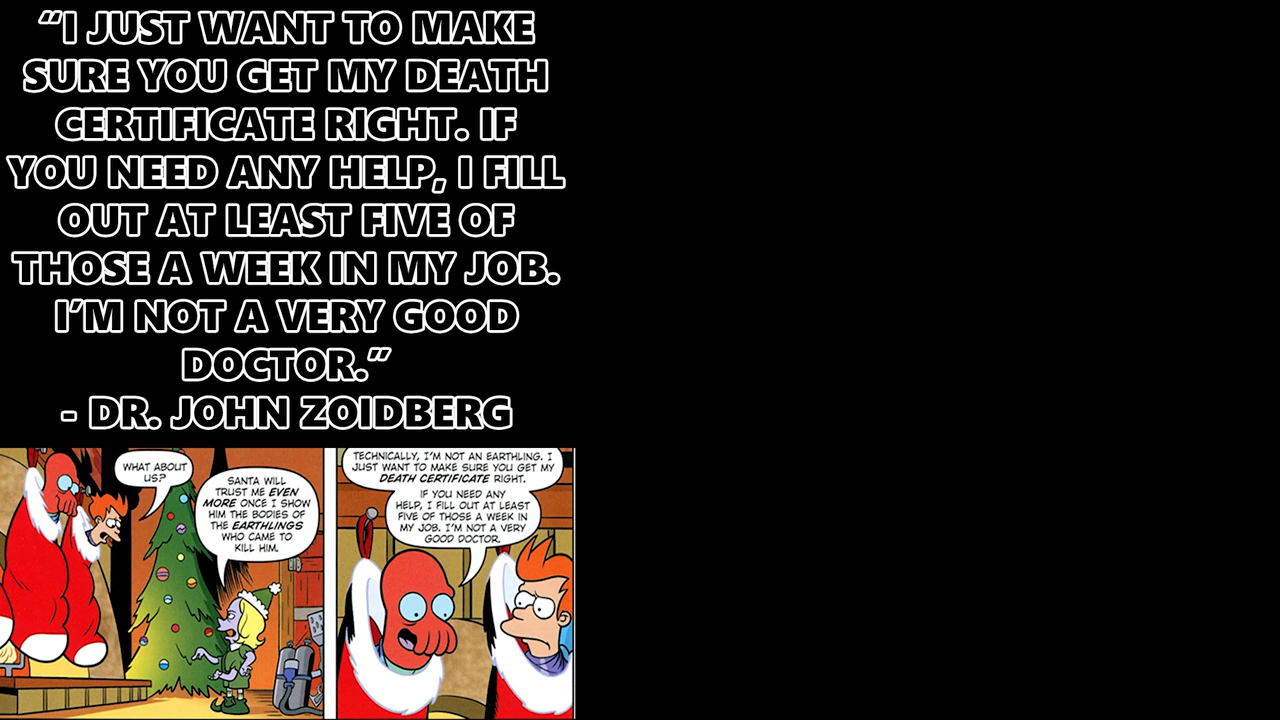 “I JUST WANT TO MAKE
SURE YOU GET MY DEATH
CERTIFICATE RIGHT. IF
YOU NEED ANY HELP, I FILL
OUT AT LEAST FIVE OF
THOSE A WEEK IN MY JOB.
I’M NOT A VERY GOOD
DOCTOR.”
- DR. JOHN ZOIDBERG
WHAT ABOUT
US?
SANTA WILL
TRUST ME EVEN
MORE ONCE I SHOW
HIM THE BODIES OF
THE EARTHLINGS
WHO CAME TO
KILL HIM.
TECHNICALLY, I'M NOT AN EARTHLING. I
JUST WANT TO MAKE SURE YOU GET MY
DEATH CERTIFICATE RIGHT.
IF YOU NEED ANY
HELP, I FILL OUT AT LEAST
FIVE OF THOSE A WEEK IN
MY JOB. I'M NOT A VERY
GOOD DOCTOR.